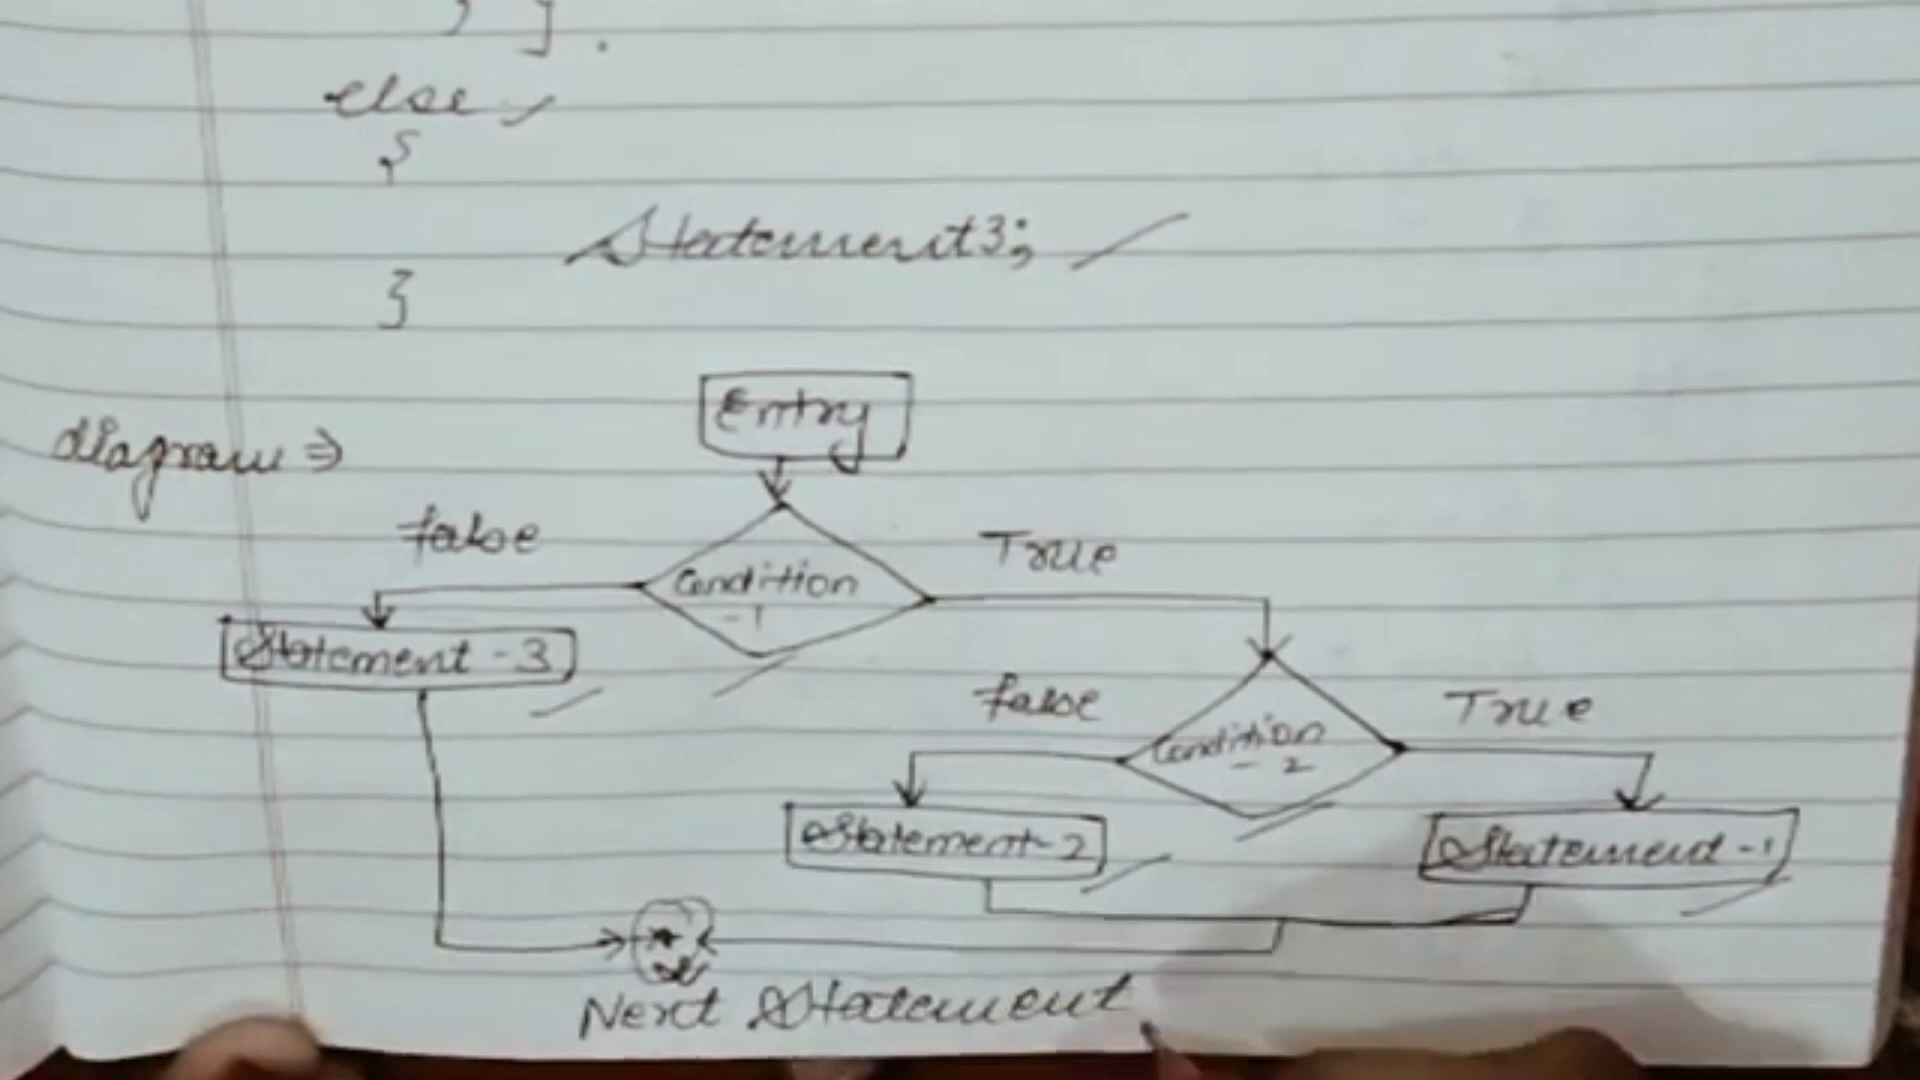 }
else
{
Statement3;
}
Entry
diagram ⇒
false
True
Condition
-1
Statement-3
false
True
Condition
- 2
Statement-2
Statement-1
Next Statement